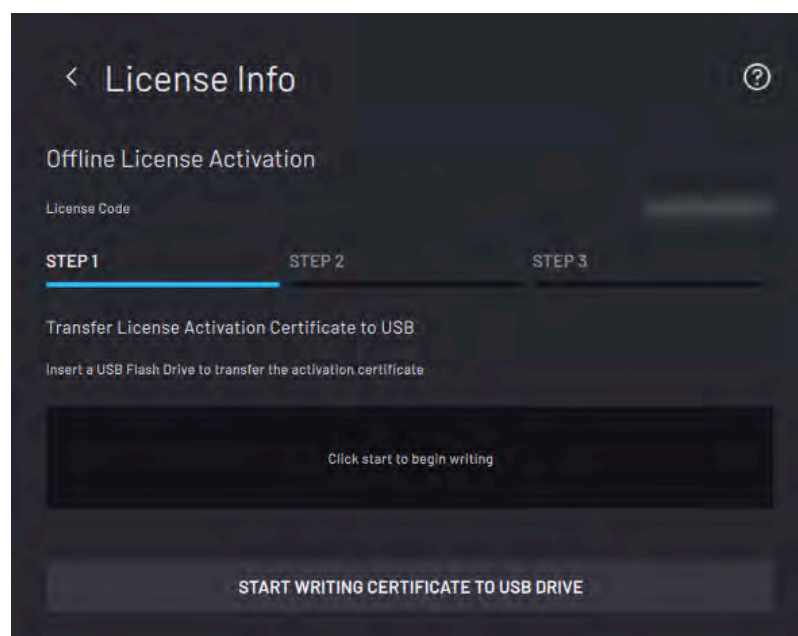 License Info
Offline License Activation
License Code
STEP 1 STEP 2 STEP 3
Transfer License Activation Certificate to USB
Insert a USB Flash Drive to transfer the activation certificate
Click start to begin writing
START WRITING CERTIFICATE TO USB DRIVE